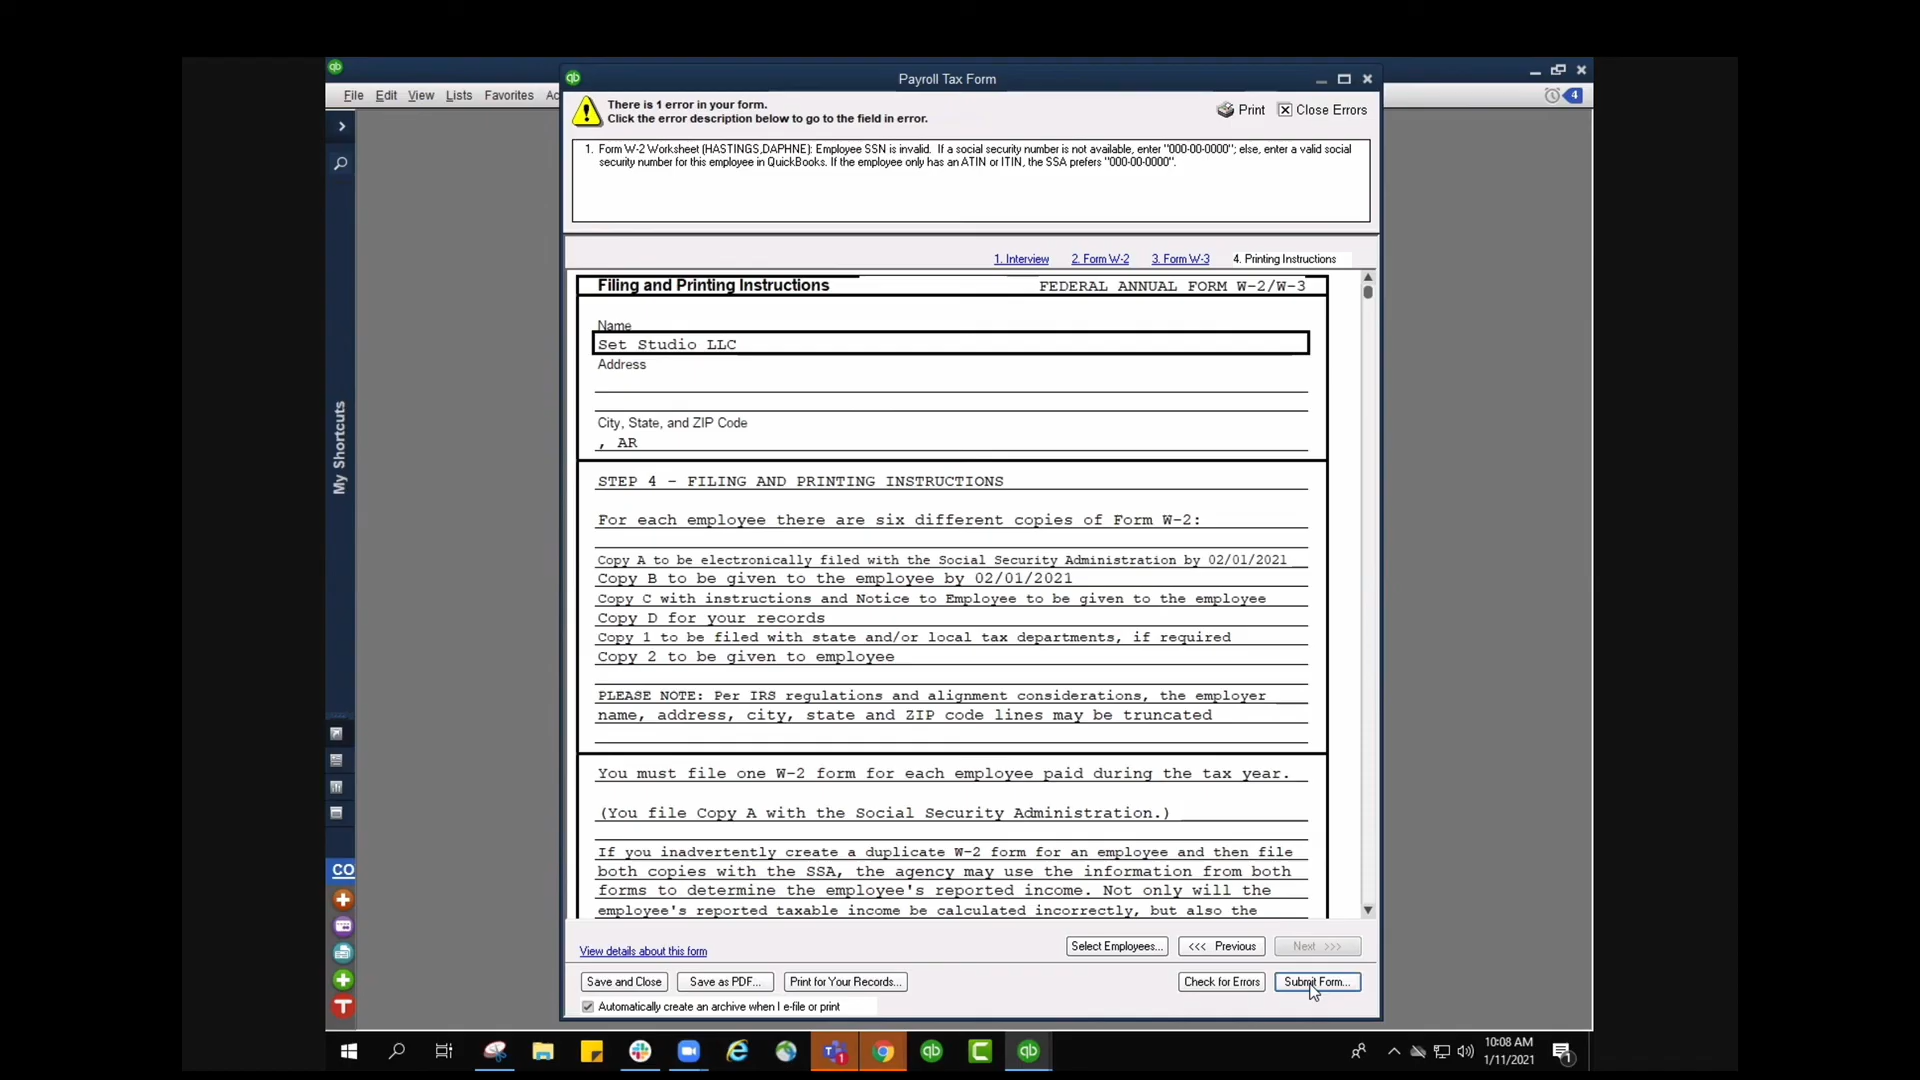 Payroll Tax Form
File Edit View Lists Favorites Ac
4
There is 1 error in your form.
Click the error description below to go to the field in error.
Print Close Errors
1. Form W-2 Worksheet (HASTINGS,DAPHNE): Employee SSN is invalid. If a social security number is not available, enter "000-00-0000"; else, enter a valid social
security number for this employee in QuickBooks. If the employee only has an ATIN or ITIN, the SSA prefers "000-00-0000".
1. Interview 2. Form W-2 3. Form W-3 4. Printing Instructions
Filing and Printing Instructions FEDERAL ANNUAL FORM W-2/W-3
Name
Set Studio LLC
Address
City, State, and ZIP Code
, AR
My Shortcuts
STEP 4 - FILING AND PRINTING INSTRUCTIONS
For each employee there are six different copies of Form W-2:
Copy A to be electronically filed with the Social Security Administration by 02/01/2021
Copy B to be given to the employee by 02/01/2021
Copy C with instructions and Notice to Employee to be given to the employee
Copy D for your records
Copy 1 to be filed with state and/or local tax departments, if required
Copy 2 to be given to employee
PLEASE NOTE: Per IRS regulations and alignment considerations, the employer
name, address, city, state and ZIP code lines may be truncated
You must file one W-2 form for each employee paid during the tax year.
(You file Copy A with the Social Security Administration.)
If you inadvertently create a duplicate W-2 form for an employee and then file
both copies with the SSA, the agency may use the information from both
forms to determine the employee's reported income. Not only will the
employee's reported taxable income be calculated incorrectly, but also the
CO
View details about this form
Select Employees... <<< Previous Next >>>
Save and Close Save as PDF... Print for Your Records... Check for Errors Submit Form...
Automatically create an archive when I e-file or print
10:08 AM
1/11/2021
1